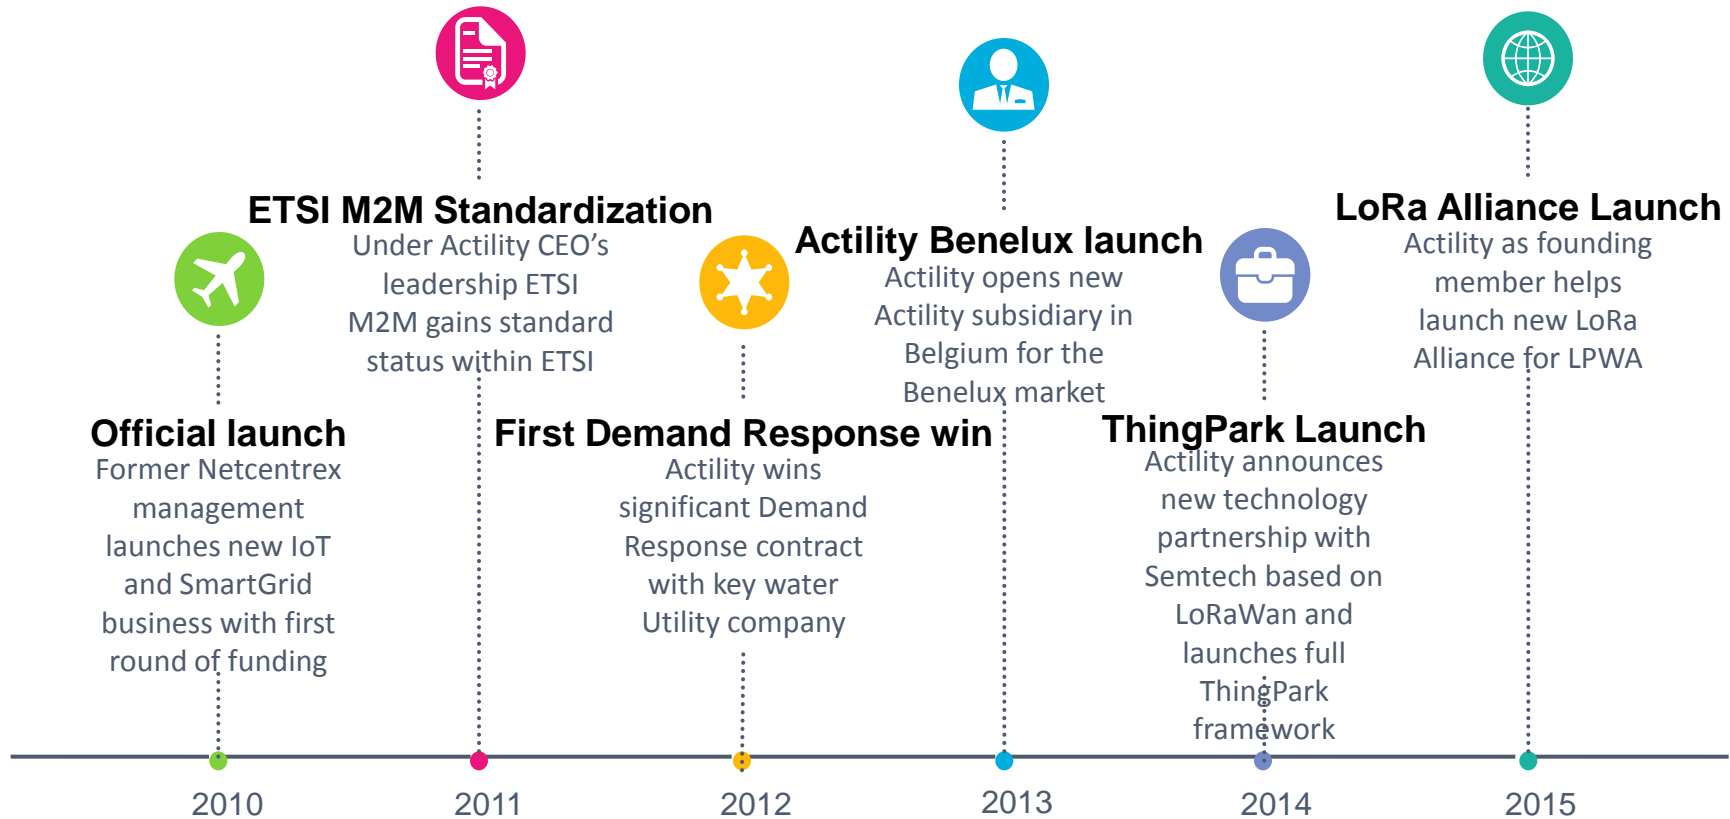 Official launch
Former Netcentrex
management
launches new IoT
and SmartGrid
business with first
round of funding
ETSI M2M Standardization
Under Actility CEO’s
leadership ETSI
M2M gains standard
status within ETSI
First Demand Response win
Actility wins
significant Demand
Response contract
with key water
Utility company
Actility Benelux launch
Actility opens new
Actility subsidiary in
Belgium for the
Benelux market
ThingPark Launch
Actility announces
new technology
partnership with
Semtech based on
LoRaWan and
launches full
ThingPark
framework
LoRa Alliance Launch
Actility as founding
member helps
launch new LoRa
Alliance for LPWA
2010
2011
2012
2013
2014
2015